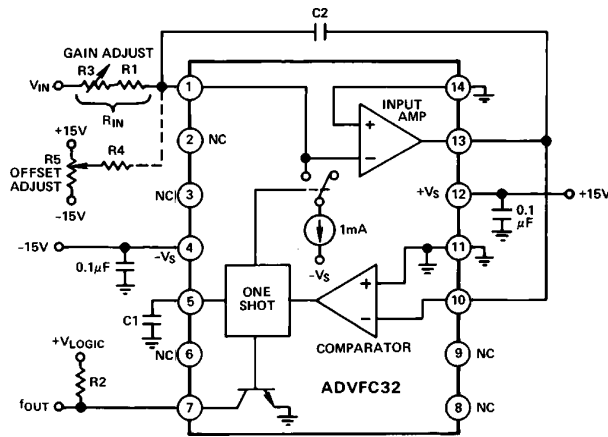 C2
GAIN ADJUST
R3
R1
VIN
RIN
+15V
R5
OFFSET
ADJUST
R4
–15V
1
14
INPUT
AMP
+
–
13
2
NC
NC
3
+VS
12
+15V
0.1
µF
1mA
–VS
–15V
4
–VS
0.1µF
11
ONE
SHOT
+
–
10
C1
5
COMPARATOR
+VLOGIC
NC
6
9
NC
R2
ADVFC32
fOUT
7
8
NC